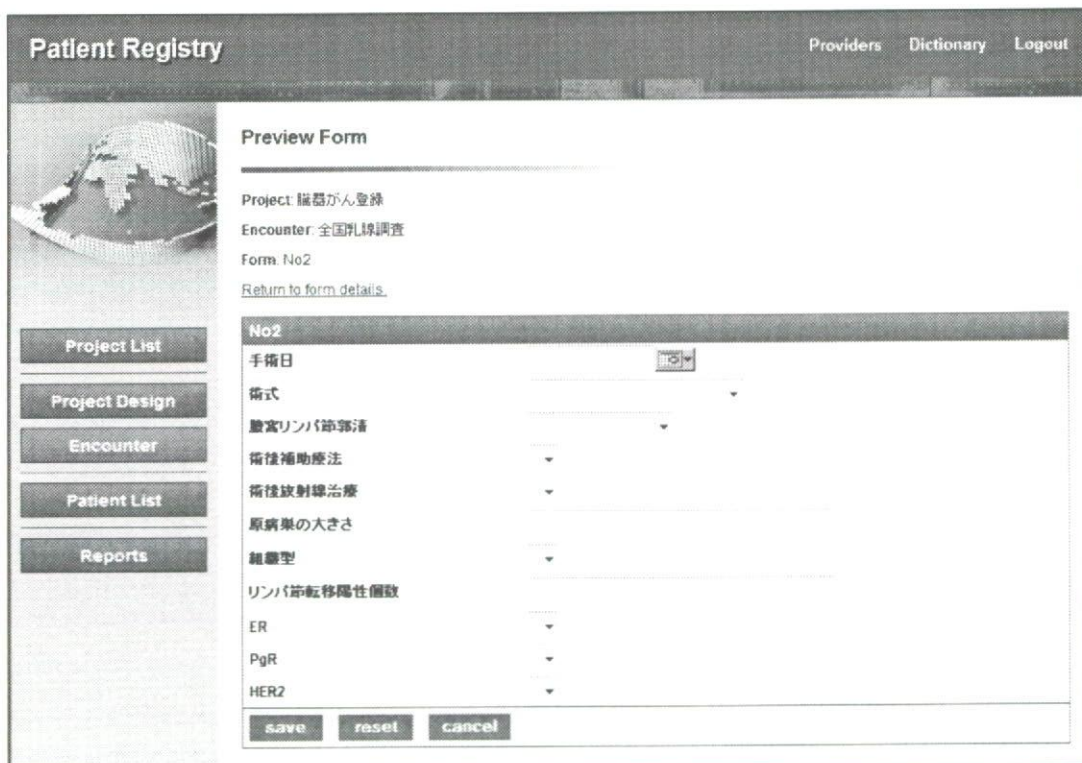 Patient Registry
Providers Dictionary Logout
Preview Form
Project: 臓器がん登録
Encounter: 全国乳腺調査
Form: No2
Return to form details.
Project List
Project Design
Encounter
Patient List
Reports
No2
手術日
術式
腋窩リンパ節郭清
術後補助療法
術後放射線治療
原病巣の大きさ
組織型
リンパ節転移陽性個数
ER
PgR
HER2
save reset cancel